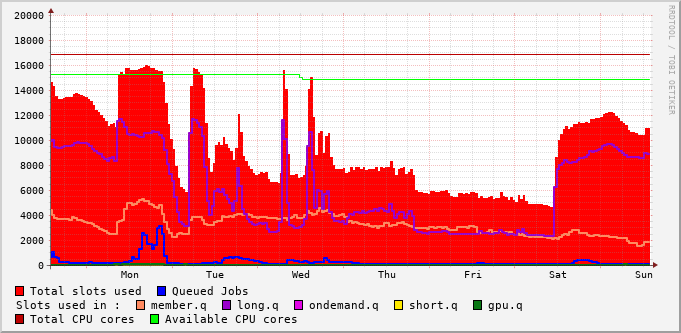 20000
18000
16000
14000
12000
10000
8000
6000
4000
2000
0
Mon Tue Wed Thu Fri Sat Sun
RRDTOOL / TOBI OETIKER
Total slots used Queued Jobs
Slots used in : member.q long.q ondemand.q short.q gpu.q
Total CPU cores Available CPU cores